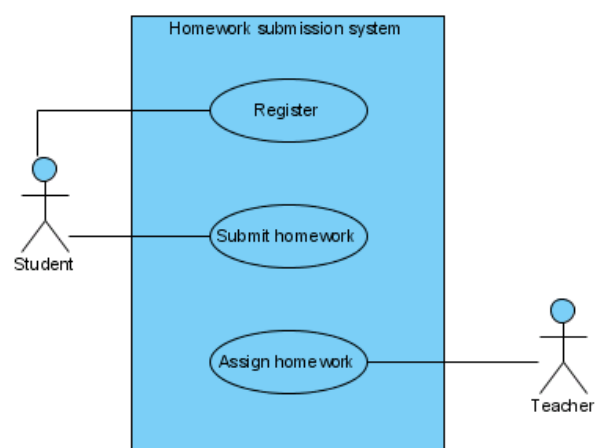 Homework submission system
Register
Submit homework
Student
Assign homework
Teacher